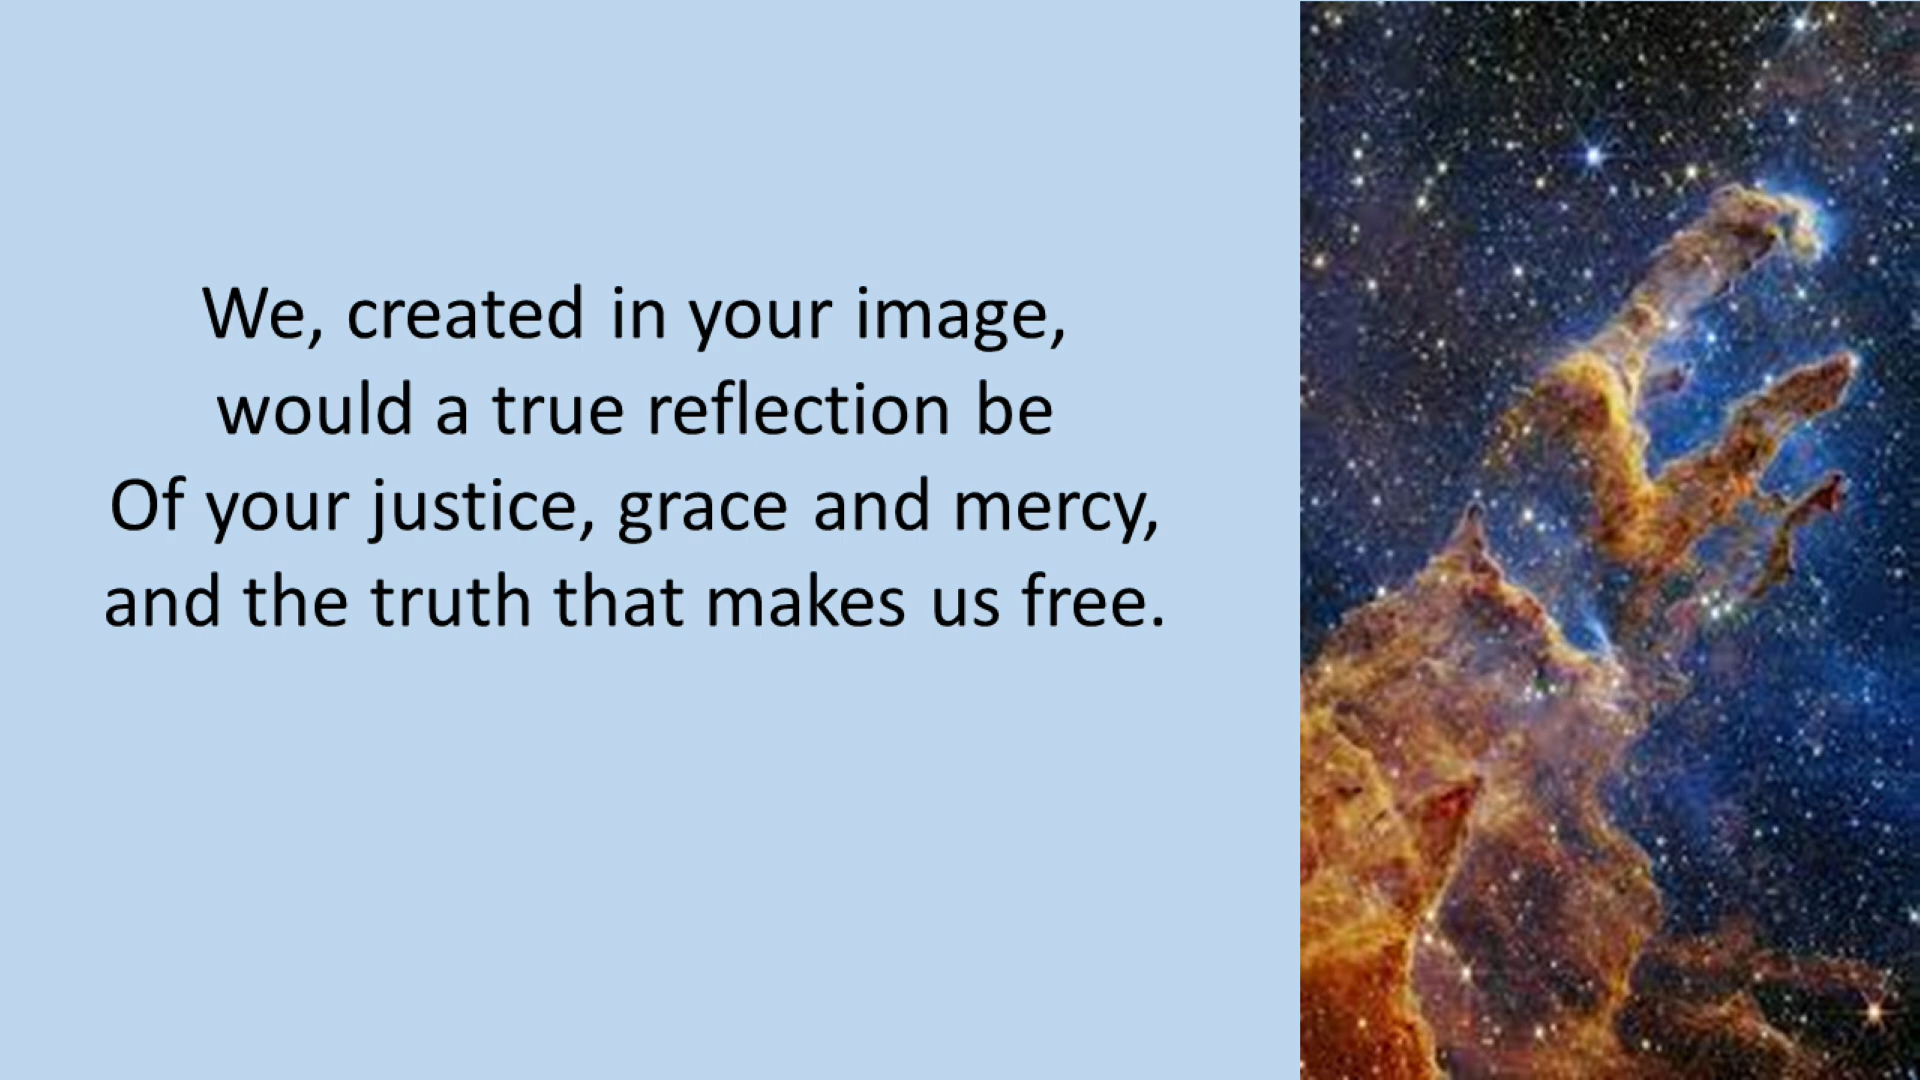 We, created in your image,
would a true reflection be
Of your justice, grace and mercy,
and the truth that makes us free.